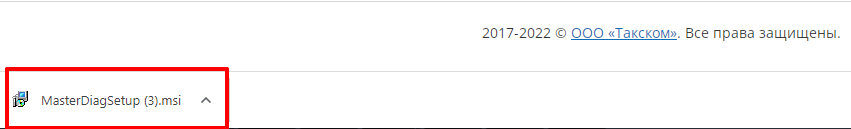 2017-2022 © ООО «Такском». Все права защищены.
MasterDiagSetup (3).msi